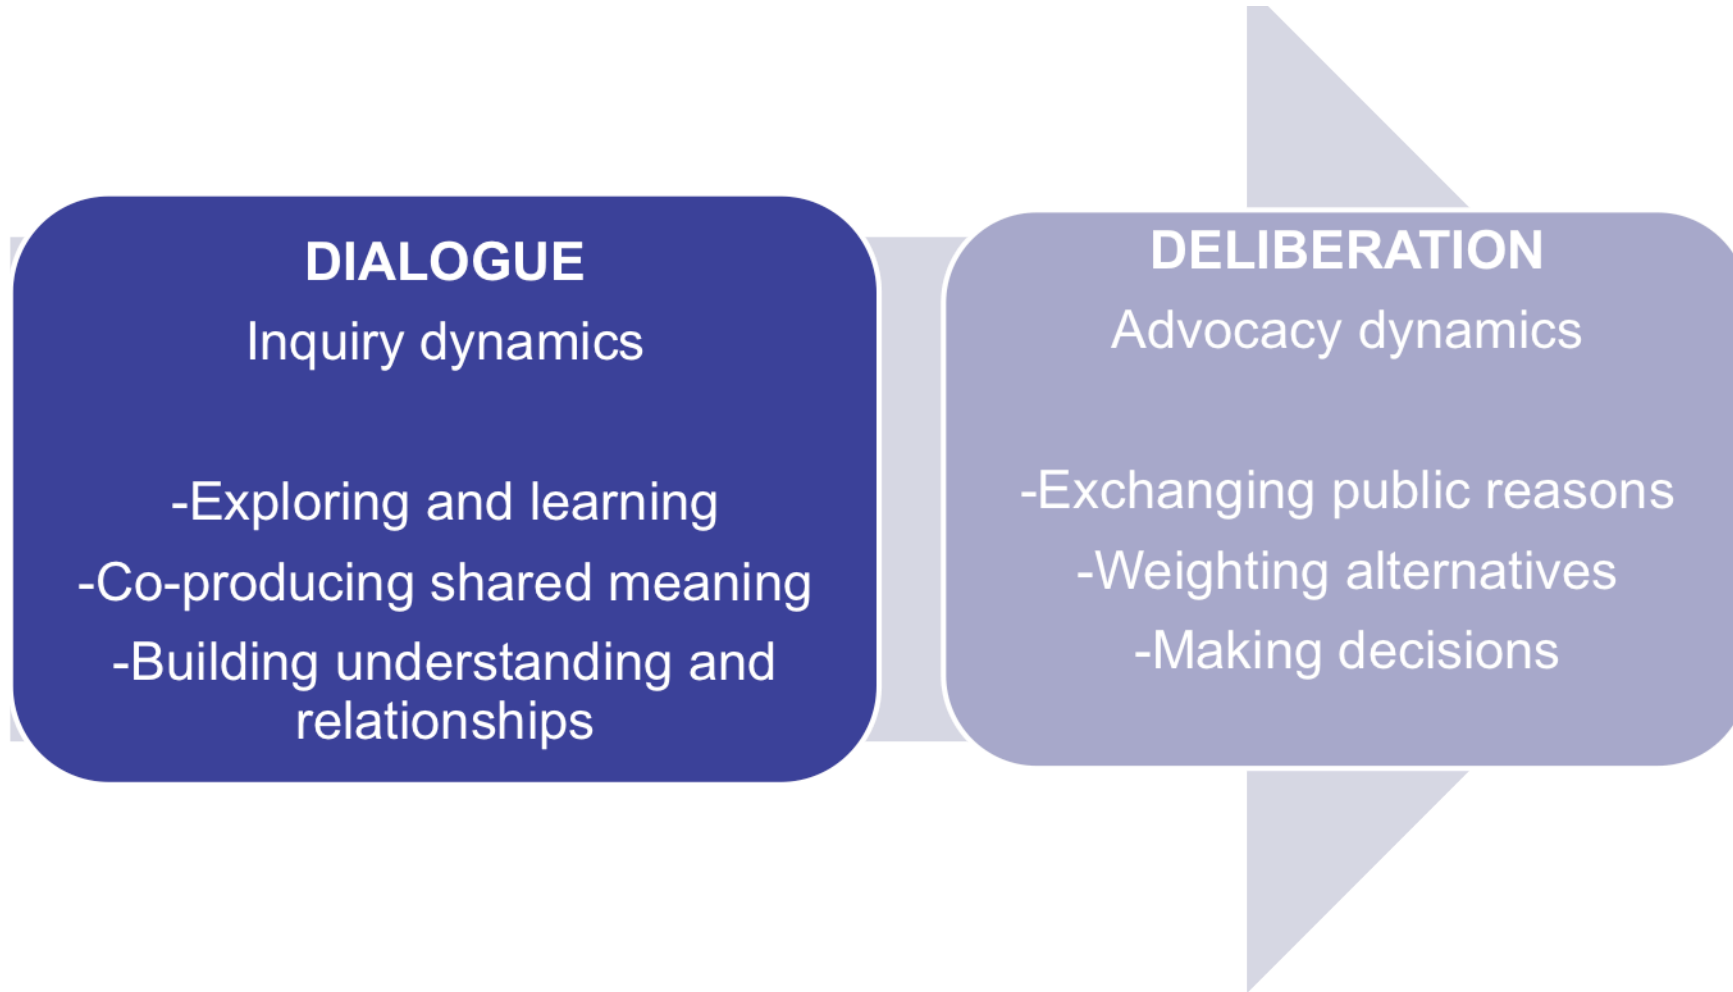 DIALOGUE
Inquiry dynamics
-Exploring and learning
-Co-producing shared meaning
-Building understanding and
relationships
DELIBERATION
Advocacy dynamics
-Exchanging public reasons
-Weighting alternatives
-Making decisions